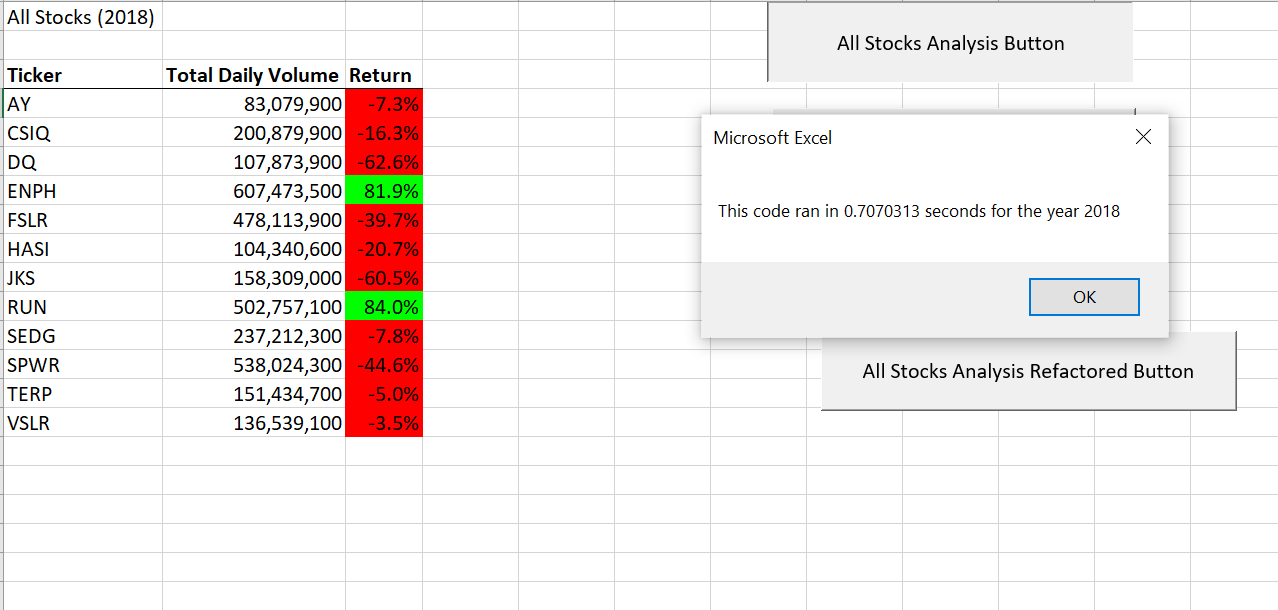 All Stocks (2018)
All Stocks Analysis Button
Ticker Total Daily Volume Return
AY 83,079,900 -7.3%
CSIQ 200,879,900 -16.3%
DQ 107,873,900 -62.6%
ENPH 607,473,500 81.9%
FSLR 478,113,900 -39.7%
HASI 104,340,600 -20.7%
JKS 158,309,000 -60.5%
RUN 502,757,100 84.0%
SEDG 237,212,300 -7.8%
SPWR 538,024,300 -44.6%
TERP 151,434,700 -5.0%
VSLR 136,539,100 -3.5%
Microsoft Excel
This code ran in 0.7070313 seconds for the year 2018
OK
All Stocks Analysis Refactored Button